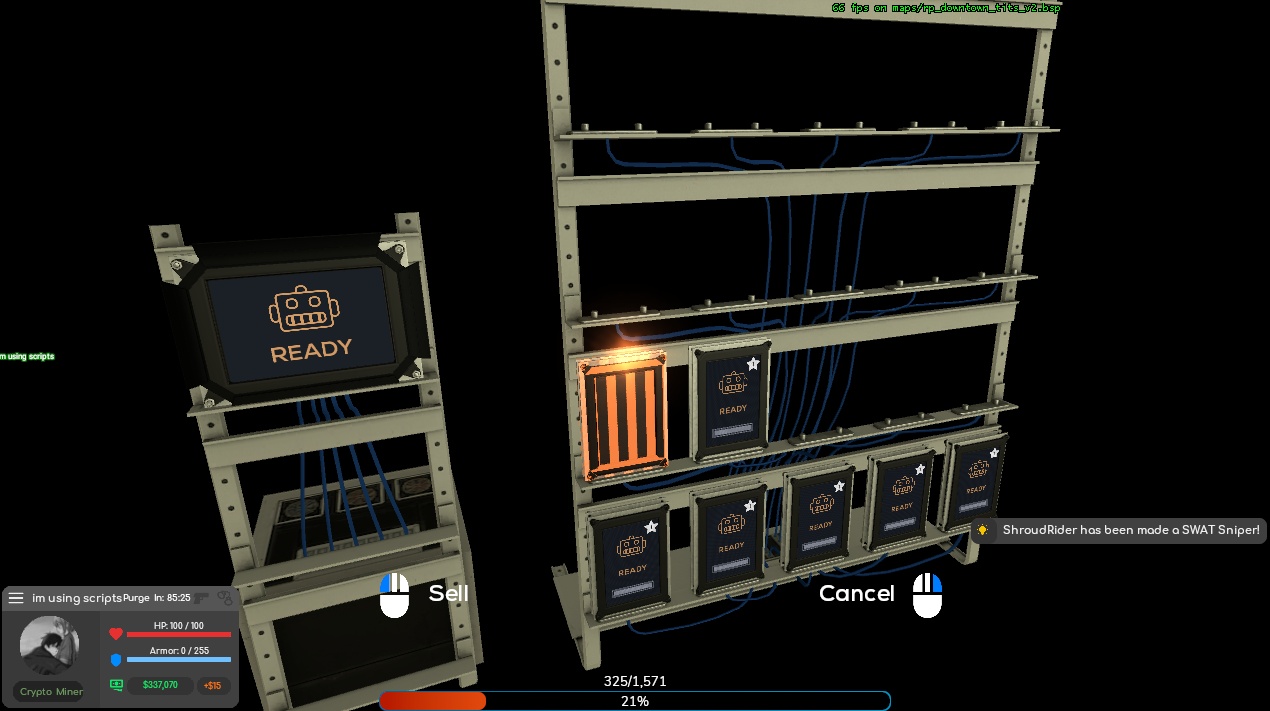 66 fps on maps/rp_downtown_tits_v2.bsp
READY
m using scripts
READY
READY
READY
READY
READY
READY
ShroudRider has been made a SWAT Sniper!
Sell
Cancel
im using scripts
Purge In: 85:25
HP: 100 / 100
Armor: 0 / 255
$337,070
+$15
Crypto Miner
325/1,571
21%